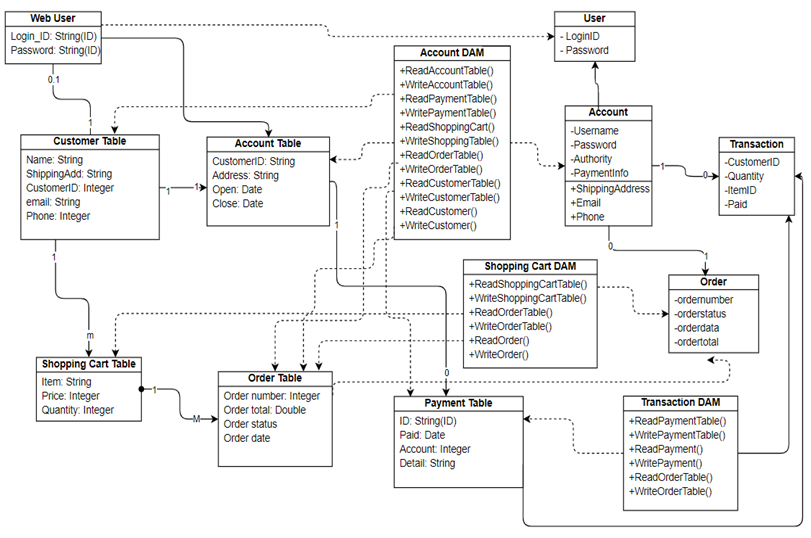 Web User
Login_ID: String(ID)
Password: String(ID)
User
- LoginID
- Password
Account DAM
+ReadAccountTable()
+WriteAccountTable()
+ReadPaymentTable()
+WritePaymentTable()
+ReadShoppingCart()
+WriteShoppingTable()
+ReadOrderTable()
+WriteOrderTable()
+ReadCustomerTable()
+WriteCustomerTable()
+ReadCustomer()
+WriteCustomer()
0.1
1
Customer Table
Name: String
ShippingAdd: String
CustomerID: Integer
email: String
Phone: Integer
1
1
Account Table
CustomerID: String
Address: String
Open: Date
Close: Date
1
Account
-Username
-Password
-Authority
-PaymentInfo
+ShippingAddress
+Email
+Phone
1
0
Transaction
-CustomerID
-Quantity
-ItemID
-Paid
0
1
1
m
Shopping Cart DAM
+ReadShoppingCartTable()
+WriteShoppingCartTable()
+ReadOrderTable()
+WriteOrderTable()
+ReadOrder()
+WriteOrder()
Order
-ordernumber
-orderstatus
-orderdata
-ordertotal
Shopping Cart Table
Item: String
Price: Integer
Quantity: Integer
1
M
Order Table
Order number: Integer
Order total: Double
Order status
Order date
0
Payment Table
ID: String(ID)
Paid: Date
Account: Integer
Detail: String
Transaction DAM
+ReadPaymentTable()
+WritePaymentTable()
+ReadPayment()
+WritePayment()
+ReadOrderTable()
+WriteOrderTable()